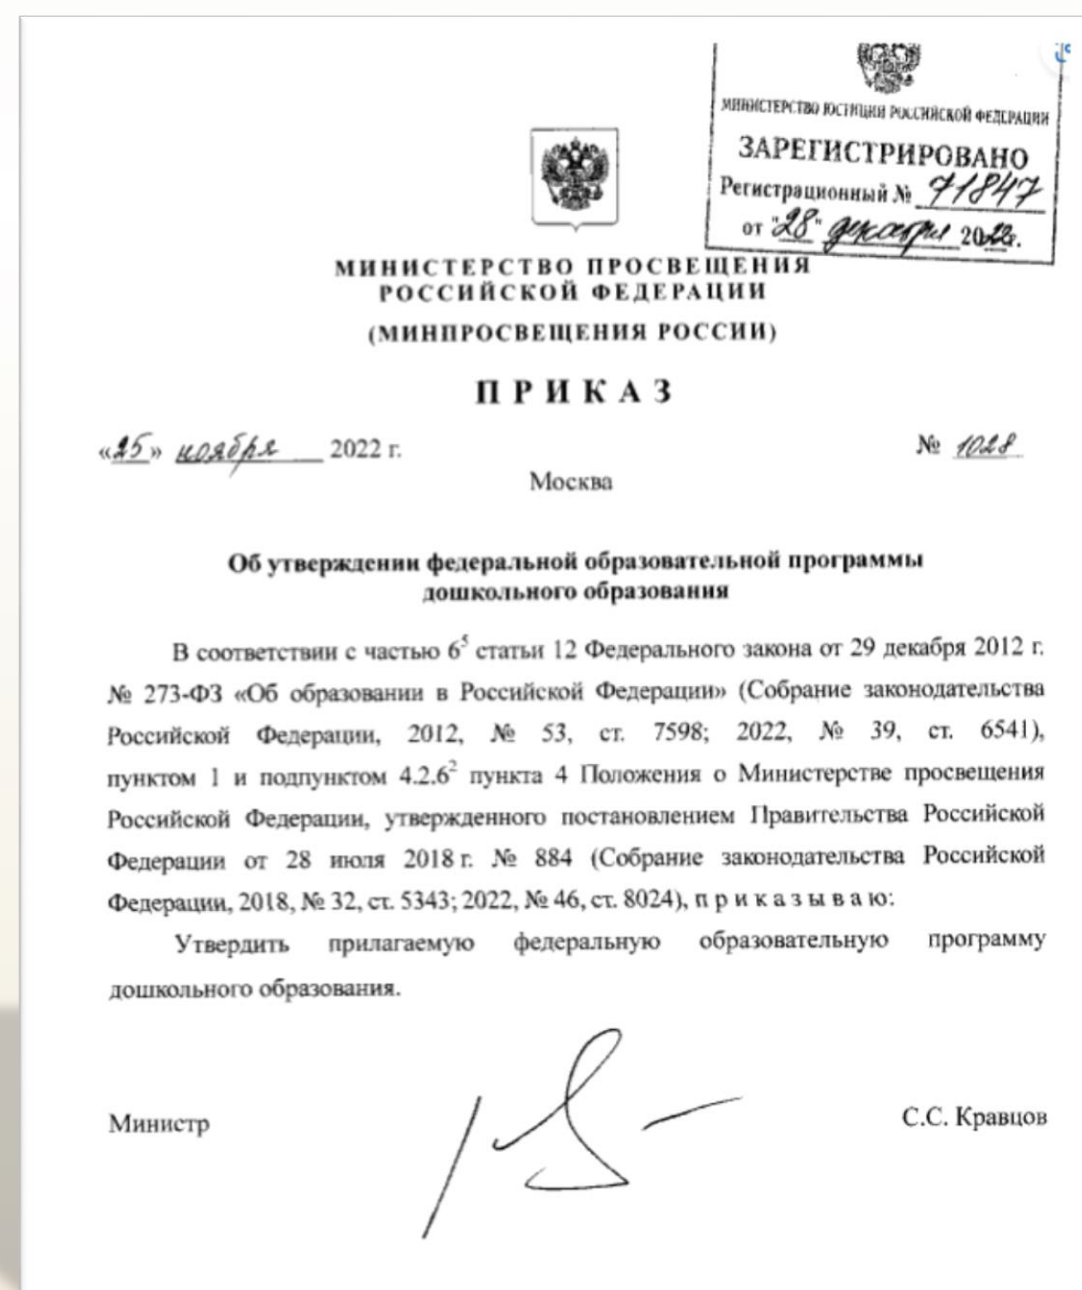 МИНИСТЕРСТВО ЮСТИЦИИ РОССИЙСКОЙ ФЕДЕРАЦИИ
ЗАРЕГИСТРИРОВАНО
Регистрационный № 71847
от "28" декабря 2022г.
МИНИСТЕРСТВО ПРОСВЕЩЕНИЯ
РОССИЙСКОЙ ФЕДЕРАЦИИ
(МИНПРОСВЕЩЕНИЯ РОССИИ)
ПРИКАЗ
«25» ноября 2022 г. № 1028
Москва
Об утверждении федеральной образовательной программы
дошкольного образования
В соответствии с частью 6⁵ статьи 12 Федерального закона от 29 декабря 2012 г.
№ 273-ФЗ «Об образовании в Российской Федерации» (Собрание законодательства
Российской Федерации, 2012, № 53, ст. 7598; 2022, № 39, ст. 6541),
пунктом 1 и подпунктом 4.2.6² пункта 4 Положения о Министерстве просвещения
Российской Федерации, утвержденного постановлением Правительства Российской
Федерации от 28 июля 2018 г. № 884 (Собрание законодательства Российской
Федерации, 2018, № 32, ст. 5343; 2022, № 46, ст. 8024), п р и к а з ы в а ю:
Утвердить прилагаемую федеральную образовательную программу
дошкольного образования.
Министр С.С. Кравцов